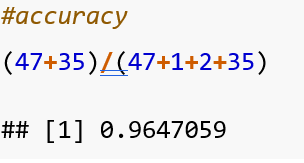 #accuracy
(47+35)/(47+1+2+35)
## [1] 0.9647059